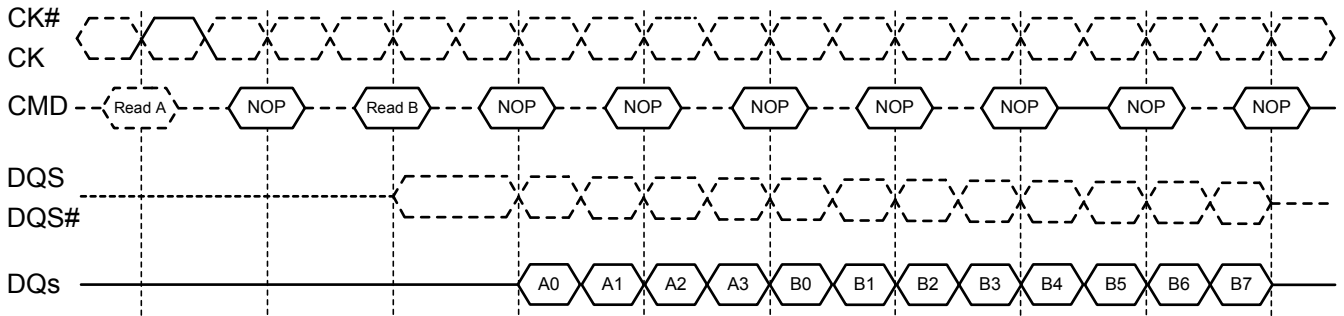 CK#
CK
CMD Read A NOP Read B NOP NOP NOP NOP NOP NOP NOP
DQS
DQS#
DQs A0 A1 A2 A3 B0 B1 B2 B3 B4 B5 B6 B7